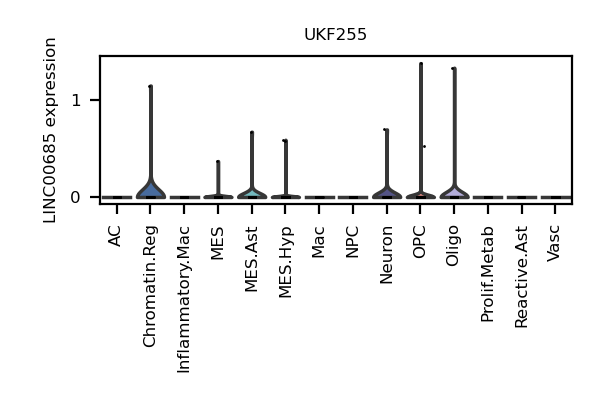 UKF255
LINC00685 expression
1
0
AC
Chromatin.Reg
Inflammatory.Mac
MES
MES.Ast
MES.Hyp
Mac
NPC
Neuron
OPC
Oligo
Prolif.Metab
Reactive.Ast
Vasc